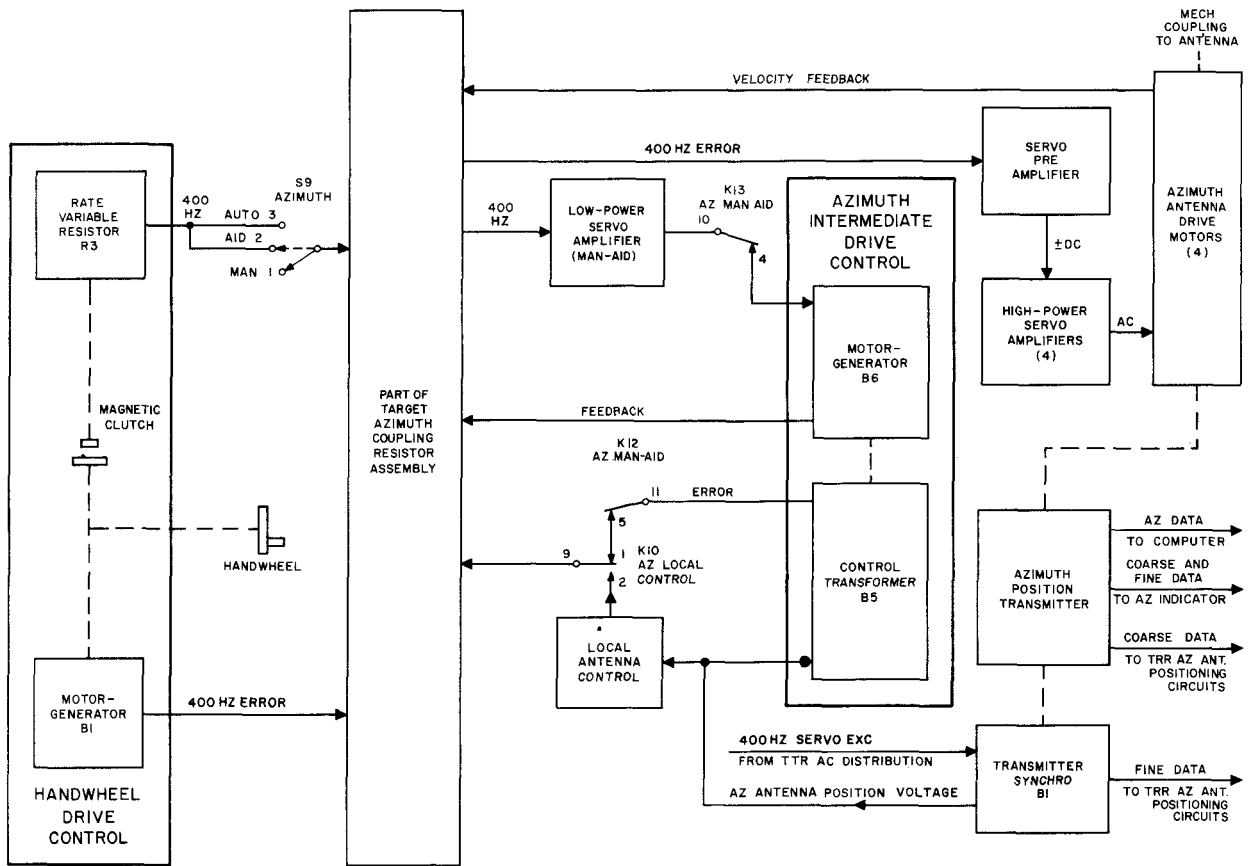 MECH
COUPLING
TO ANTENNA
VELOCITY FEEDBACK
400 HZ ERROR
SERVO
PRE
AMPLIFIER
AZIMUTH
ANTENNA
DRIVE
MOTORS
(4)
±DC
HIGH-POWER
SERVO
AMPLIFIERS
(4)
AC
RATE
VARIABLE
RESISTOR
R3
400
HZ
S9
AZIMUTH
AUTO 3
AID 2
MAN 1
400
HZ
LOW-POWER
SERVO
AMPLIFIER
(MAN-AID)
K13
AZ MAN AID
10
4
AZIMUTH
INTERMEDIATE
DRIVE
CONTROL
MOTOR-
GENERATOR
B6
MAGNETIC
CLUTCH
PART OF
TARGET
AZIMUTH
COUPLING
RESISTOR
ASSEMBLY
FEEDBACK
K12
AZ MAN-AID
11
ERROR
5
9
1
2
K10
AZ LOCAL
CONTROL
HANDWHEEL
CONTROL
TRANSFORMER
B5
AZIMUTH
POSITION
TRANSMITTER
AZ DATA
TO COMPUTER
COARSE AND
FINE DATA
TO AZ INDICATOR
COARSE DATA
TO TRR AZ ANT.
POSITIONING
CIRCUITS
LOCAL
ANTENNA
CONTROL
MOTOR-
GENERATOR
B1
400 HZ ERROR
HANDWHEEL
DRIVE
CONTROL
400 HZ SERVO EXC
FROM TTR AC DISTRIBUTION
AZ ANTENNA POSITION VOLTAGE
TRANSMITTER
SYNCHRO
B1
FINE DATA
TO TRR AZ ANT.
POSITIONING
CIRCUITS